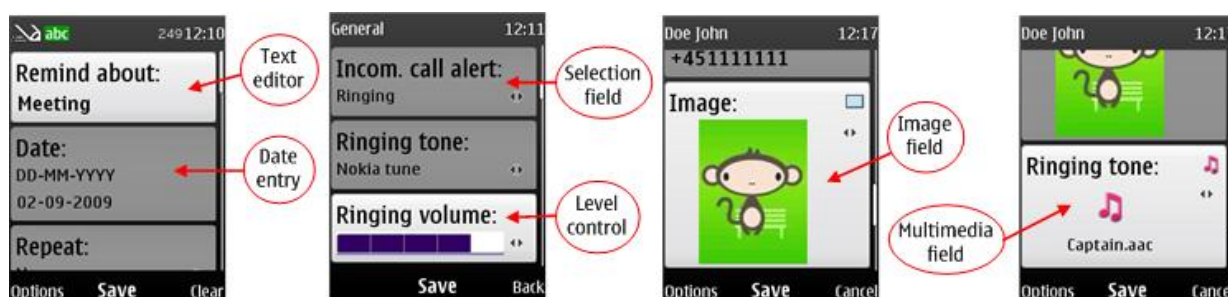 abc 249 12:10
Remind about:
Meeting
Date:
DD-MM-YYYY
02-09-2009
Repeat:
Options Save Clear
Text
editor
Date
entry
General 12:11
Incom. call alert:
Ringing
Ringing tone:
Nokia tune
Ringing volume:
Save Back
Selection
field
Level
control
Doe John 12:17
+451111111
Image:
Options Save Cancel
Image
field
Multimedia
field
Doe John 12:1
Ringing tone:
Captain.aac
Options Save Cance